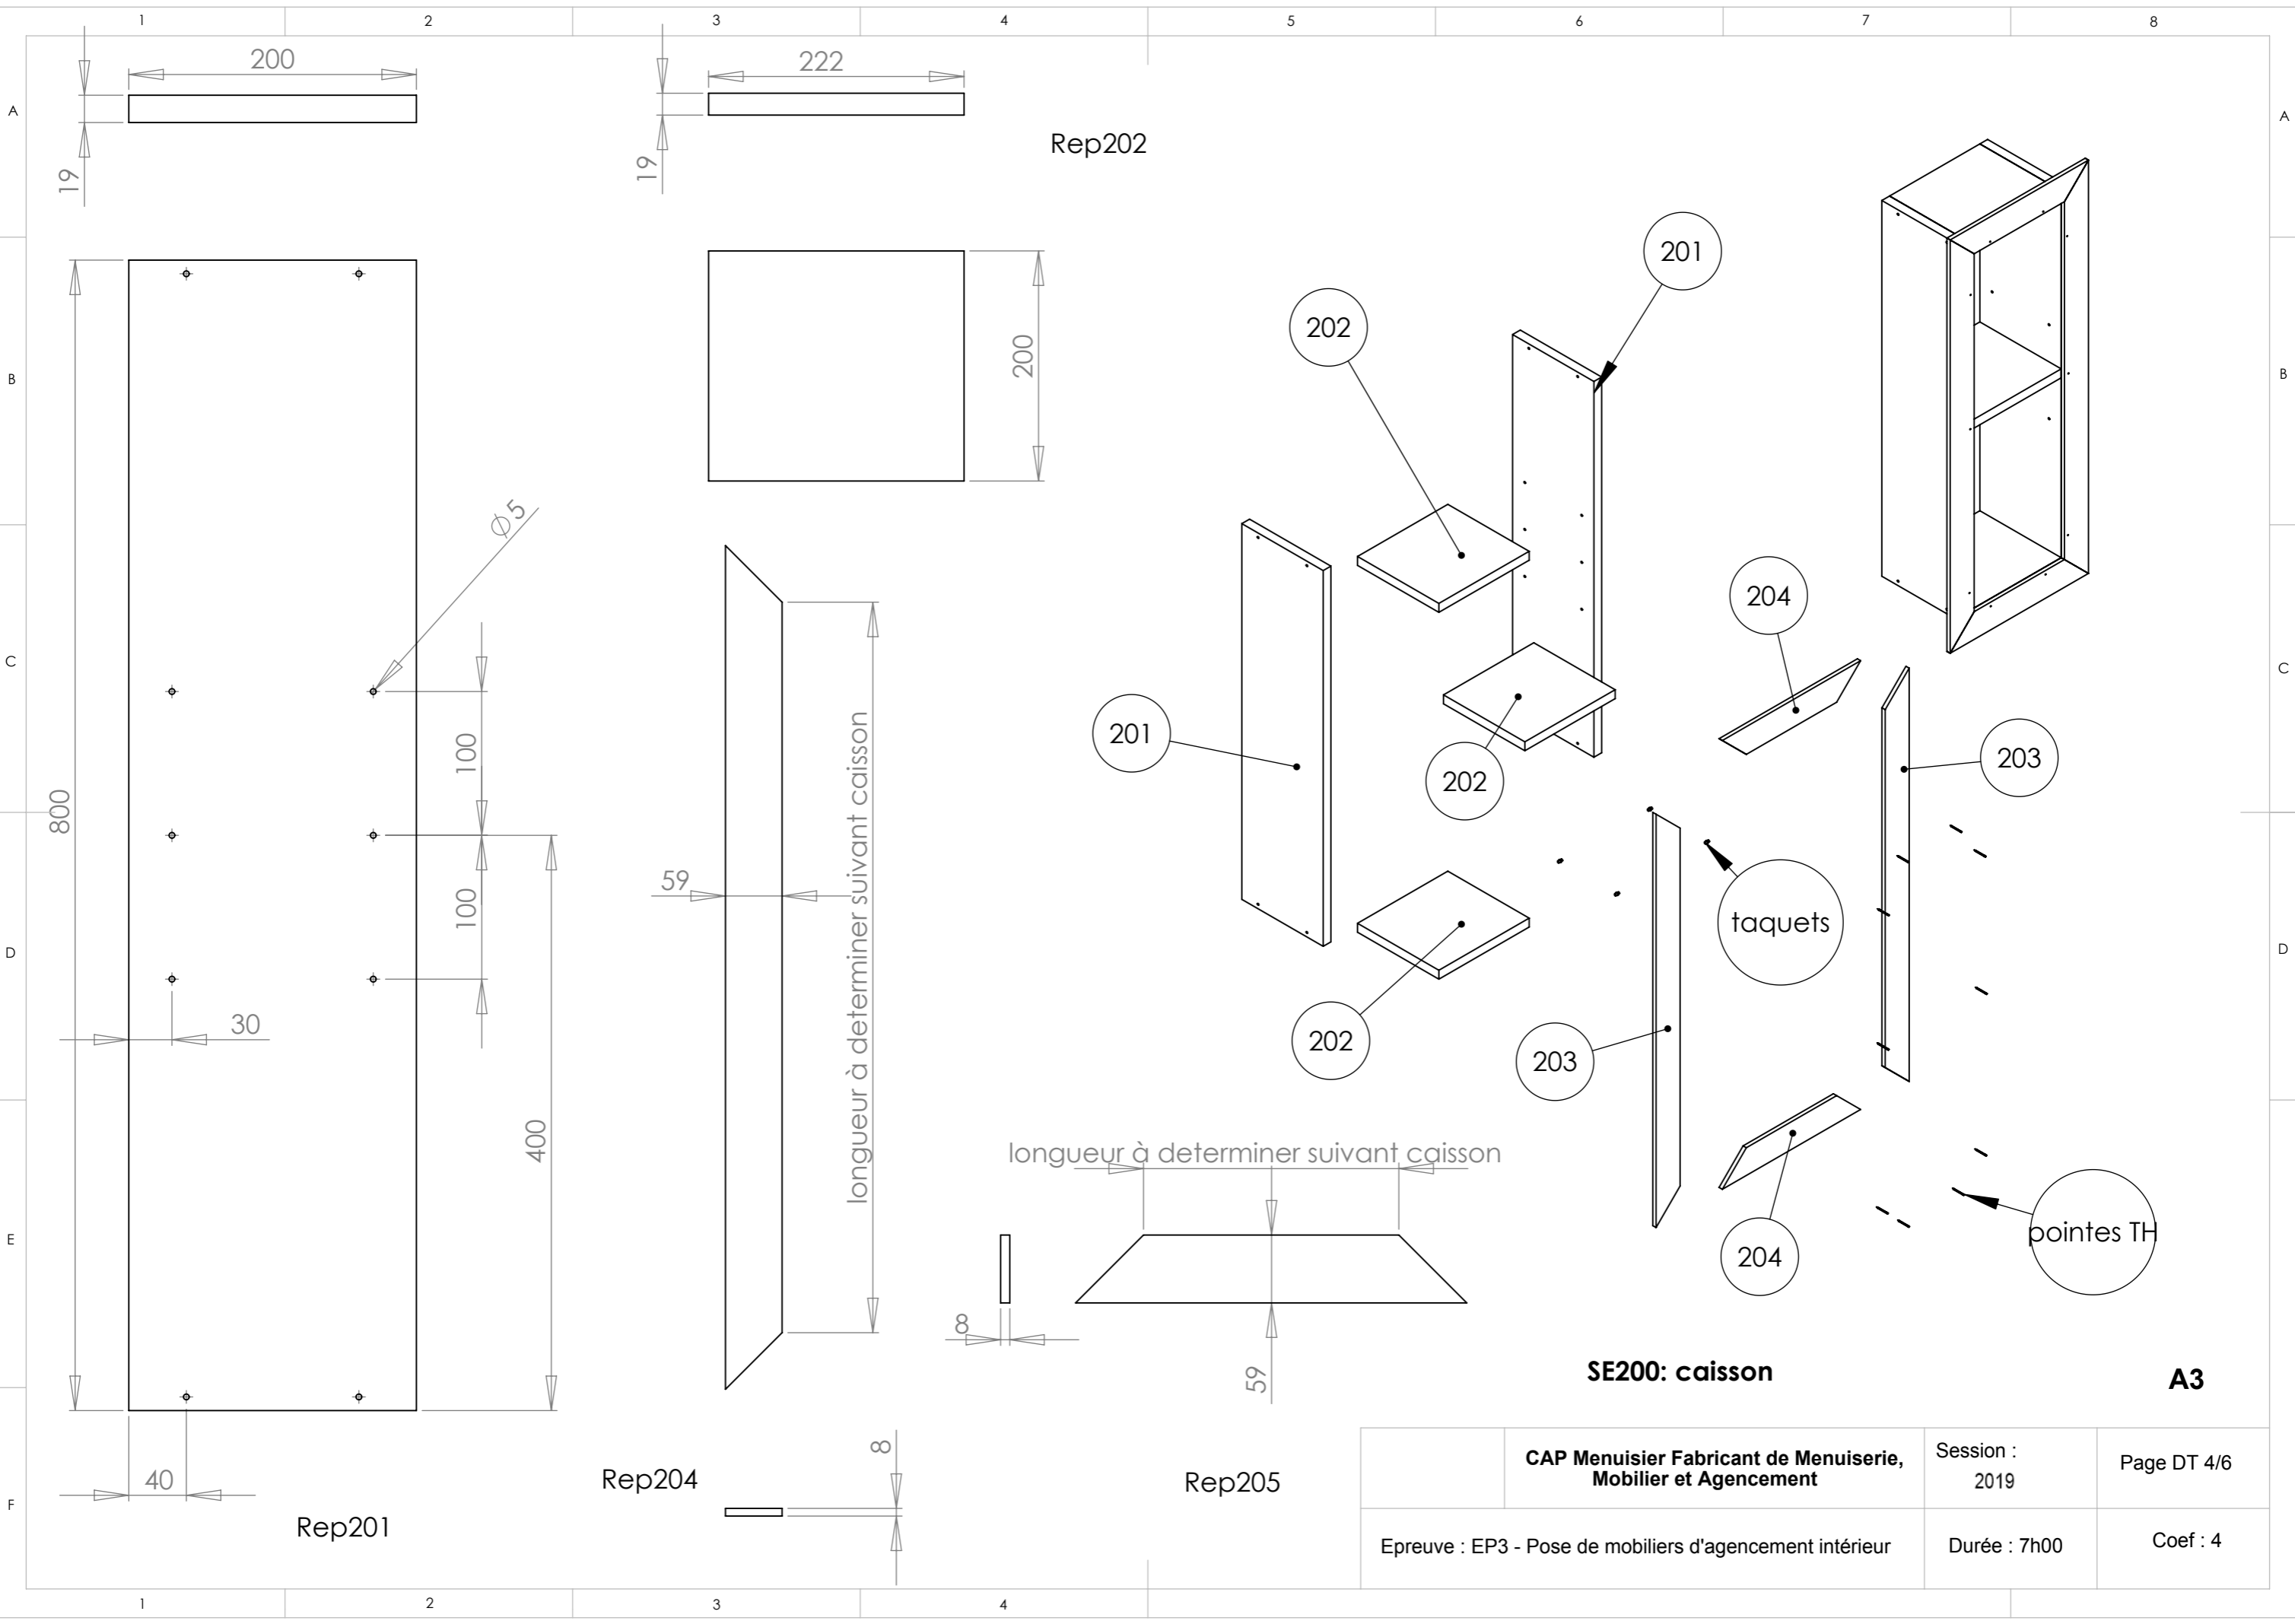 1 2 3 4 5 6 7 8
A
B
C
D
E
F
A
B
C
D
200
19
222
19
Rep202
800
200
Ø5
100
100
400
30
40
Rep201
59
longueur à determiner suivant caisson
8
Rep204
longueur à determiner suivant caisson
8
59
Rep205
201
202
201
202
202
204
203
203
204
taquets
pointes TH
SE200: caisson
A3
CAP Menuisier Fabricant de Menuiserie,
Mobilier et Agencement
Session :
2019
Page DT 4/6
Epreuve : EP3 - Pose de mobiliers d'agencement intérieur
Durée : 7h00
Coef : 4
1 2 3 4